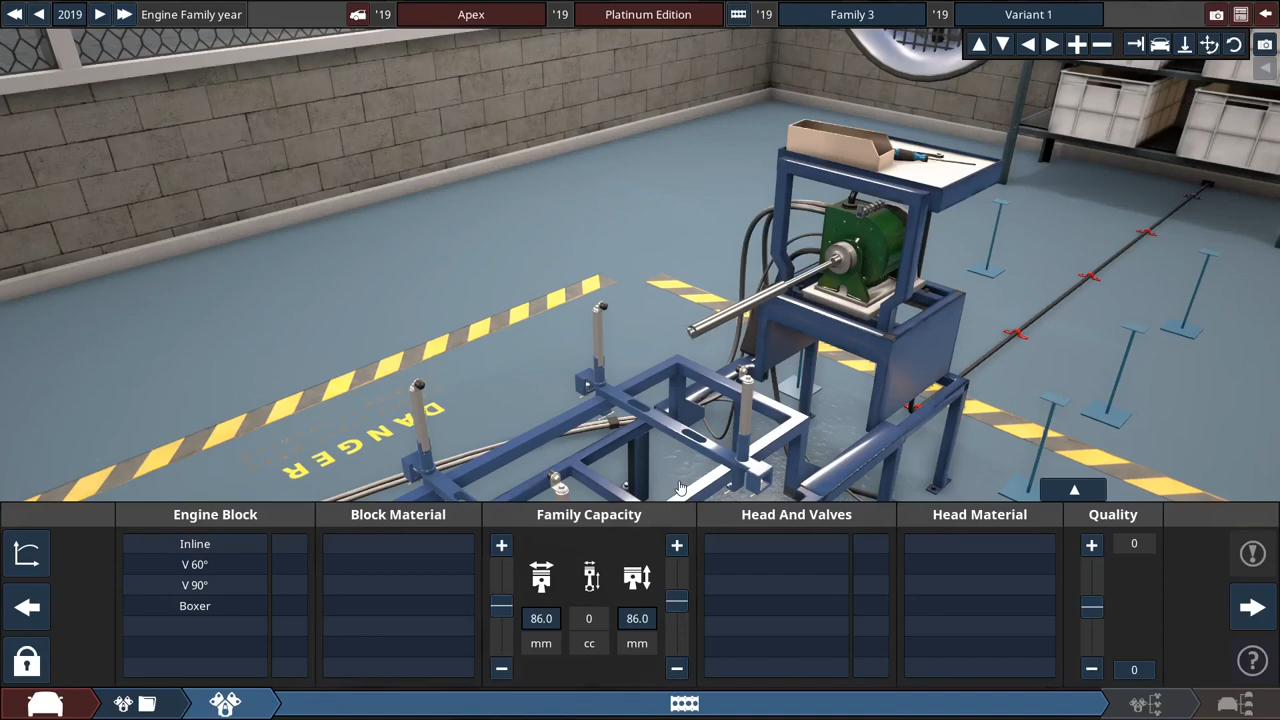 2019 Engine Family year '19 Apex '19 Platinum Edition '19 Family 3 '19 Variant 1
DANGER
Engine Block Block Material Family Capacity Head And Valves Head Material Quality
Inline
V 60°
V 90°
Boxer
86.0 0 86.0
mm cc mm
0
0